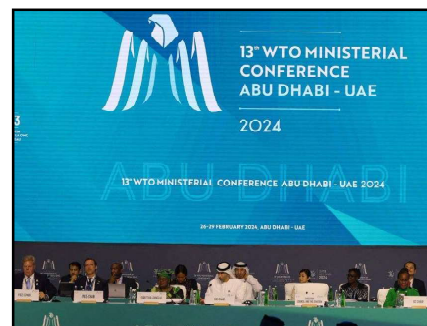 13TH WTO MINISTERIAL
CONFERENCE
ABU DHABI - UAE
2024
ABU DHABI
13TH WTO MINISTERIAL CONFERENCE ABU DHABI - UAE 2024
26-29 FEBRUARY 2024, ABU DHABI - UAE